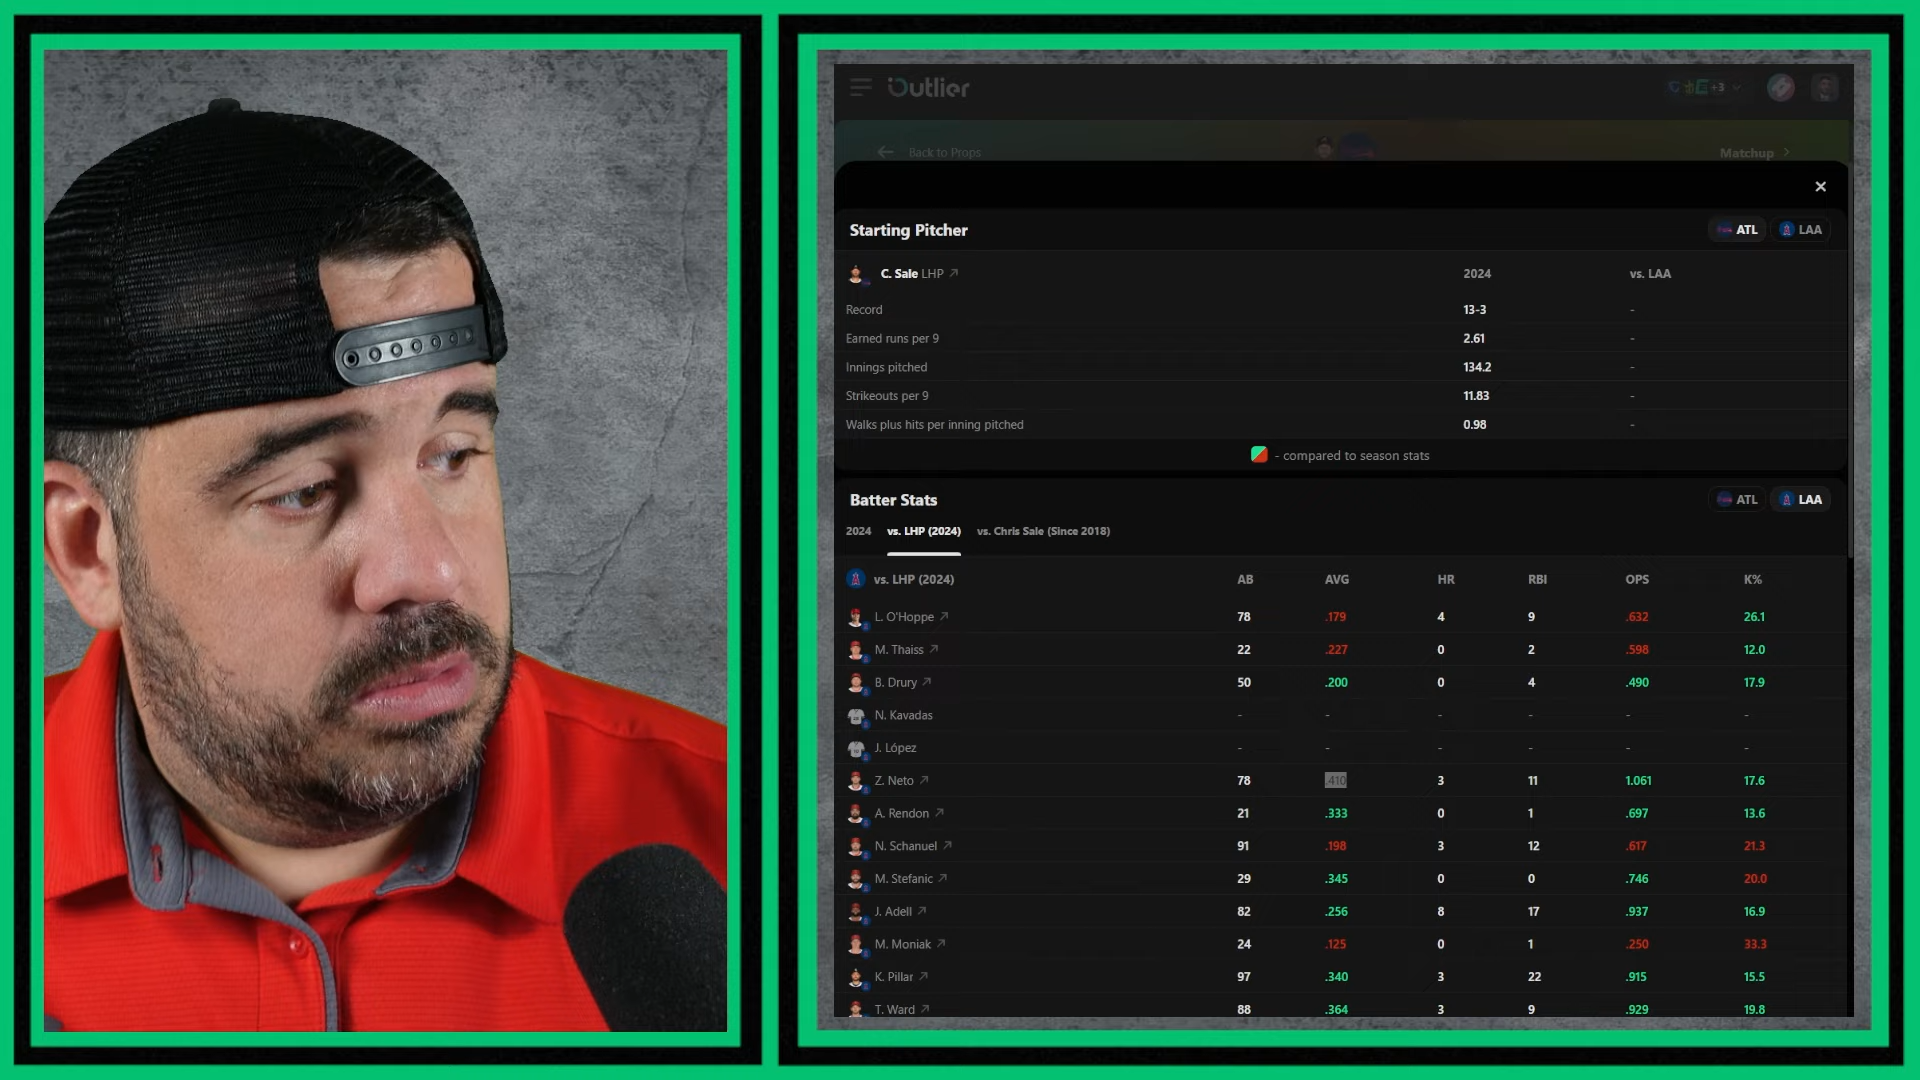 Outlier
+3
Back to Props
Matchup
Starting Pitcher
ATL LAA
C. Sale LHP 2024 vs. LAA
Record 13-3 -
Earned runs per 9 2.61 -
Innings pitched 134.2 -
Strikeouts per 9 11.83 -
Walks plus hits per inning pitched 0.98 -
- compared to season stats
Batter Stats
ATL LAA
2024 vs. LHP (2024) vs. Chris Sale (Since 2018)
vs. LHP (2024) AB AVG HR RBI OPS K%
L. O'Hoppe 78 .179 4 9 .632 26.1
M. Thaiss 22 .227 0 2 .598 12.0
B. Drury 50 .200 0 4 .490 17.9
N. Kavadas - - - - - -
J. López - - - - - -
Z. Neto 78 .410 3 11 1.061 17.6
A. Rendon 21 .333 0 1 .697 13.6
N. Schanuel 91 .198 3 12 .617 21.3
M. Stefanic 29 .345 0 0 .746 20.0
J. Adell 82 .256 8 17 .937 16.9
M. Moniak 24 .125 0 1 .250 33.3
K. Pillar 97 .340 3 22 .915 15.5
T. Ward 88 .364 3 9 .929 19.8